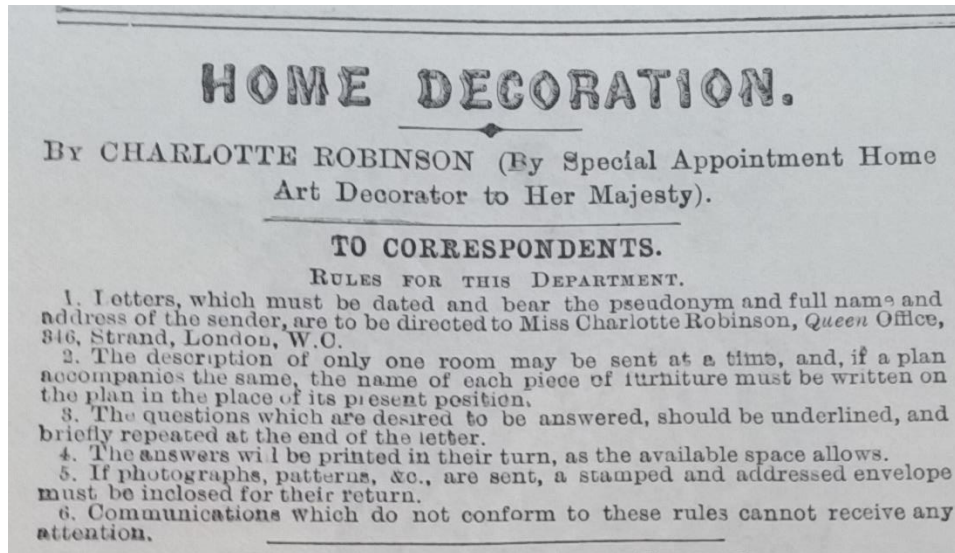 HOME DECORATION.
BY CHARLOTTE ROBINSON (By Special Appointment Home
Art Decorator to Her Majesty).
TO CORRESPONDENTS.
RULES FOR THIS DEPARTMENT.
1. Letters, which must be dated and bear the pseudonym and full name and
address of the sender, are to be directed to Miss Charlotte Robinson, Queen Office,
346, Strand, London, W.C.
2. The description of only one room may be sent at a time, and, if a plan
accompanies the same, the name of each piece of furniture must be written on
the plan in the place of its present position.
3. The questions which are desired to be answered, should be underlined, and
briefly repeated at the end of the letter.
4. The answers will be printed in their turn, as the available space allows.
5. If photographs, patterns, &c., are sent, a stamped and addressed envelope
must be inclosed for their return.
6. Communications which do not conform to these rules cannot receive any
attention.